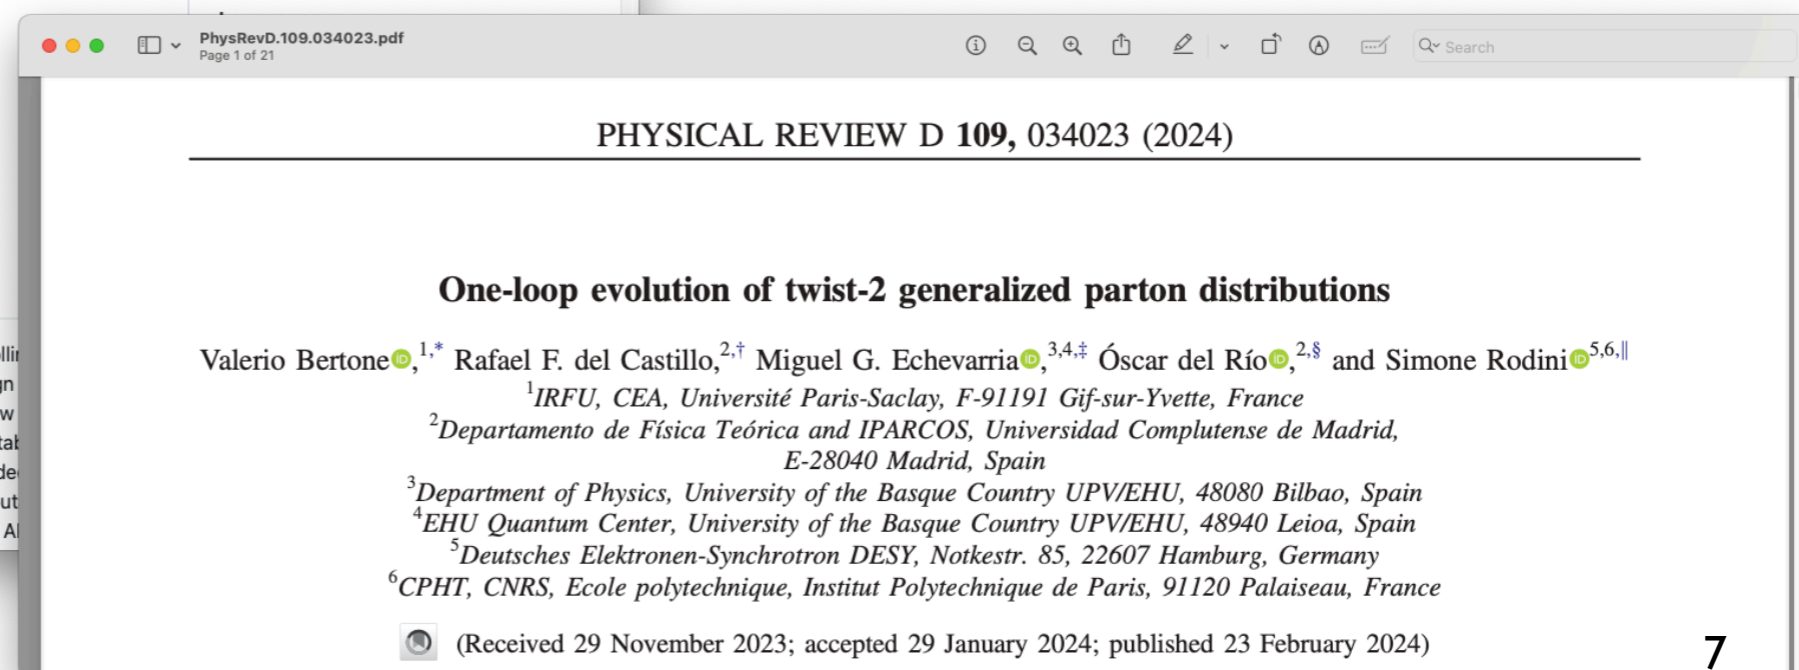 PhysRevD.109.034023.pdf
Page 1 of 21
Search
PHYSICAL REVIEW D 109, 034023 (2024)
One-loop evolution of twist-2 generalized parton distributions
Valerio Bertone,1,* Rafael F. del Castillo,2,† Miguel G. Echevarria,3,4,‡ Óscar del Río,2,§ and Simone Rodini5,6,∥
1IRFU, CEA, Université Paris-Saclay, F-91191 Gif-sur-Yvette, France
2Departamento de Física Teórica and IPARCOS, Universidad Complutense de Madrid,
E-28040 Madrid, Spain
3Department of Physics, University of the Basque Country UPV/EHU, 48080 Bilbao, Spain
4EHU Quantum Center, University of the Basque Country UPV/EHU, 48940 Leioa, Spain
5Deutsches Elektronen-Synchrotron DESY, Notkestr. 85, 22607 Hamburg, Germany
6CPHT, CNRS, Ecole polytechnique, Institut Polytechnique de Paris, 91120 Palaiseau, France
(Received 29 November 2023; accepted 29 January 2024; published 23 February 2024)
7